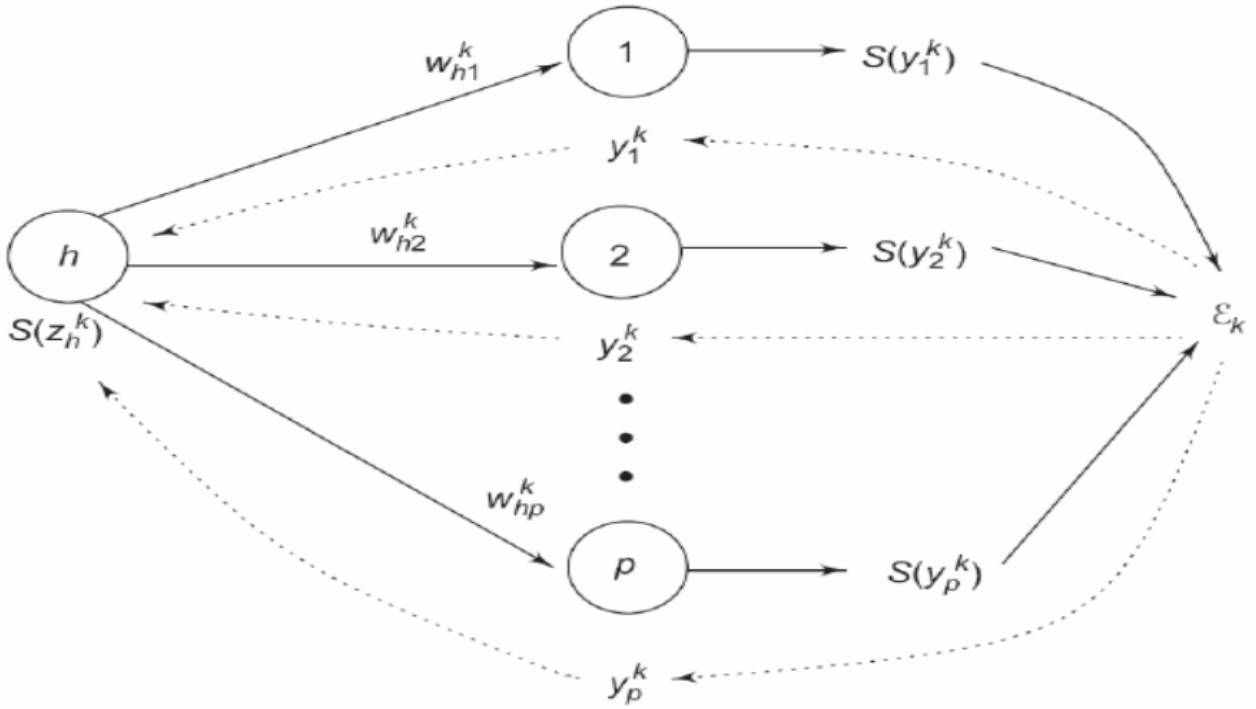 1
w_{h1}^k
S(y_1^k)
y_1^k
w_{h2}^k
h
2
S(y_2^k)
S(z_h^k)
y_2^k
ℰ_k
w_{hp}^k
p
S(y_p^k)
y_p^k